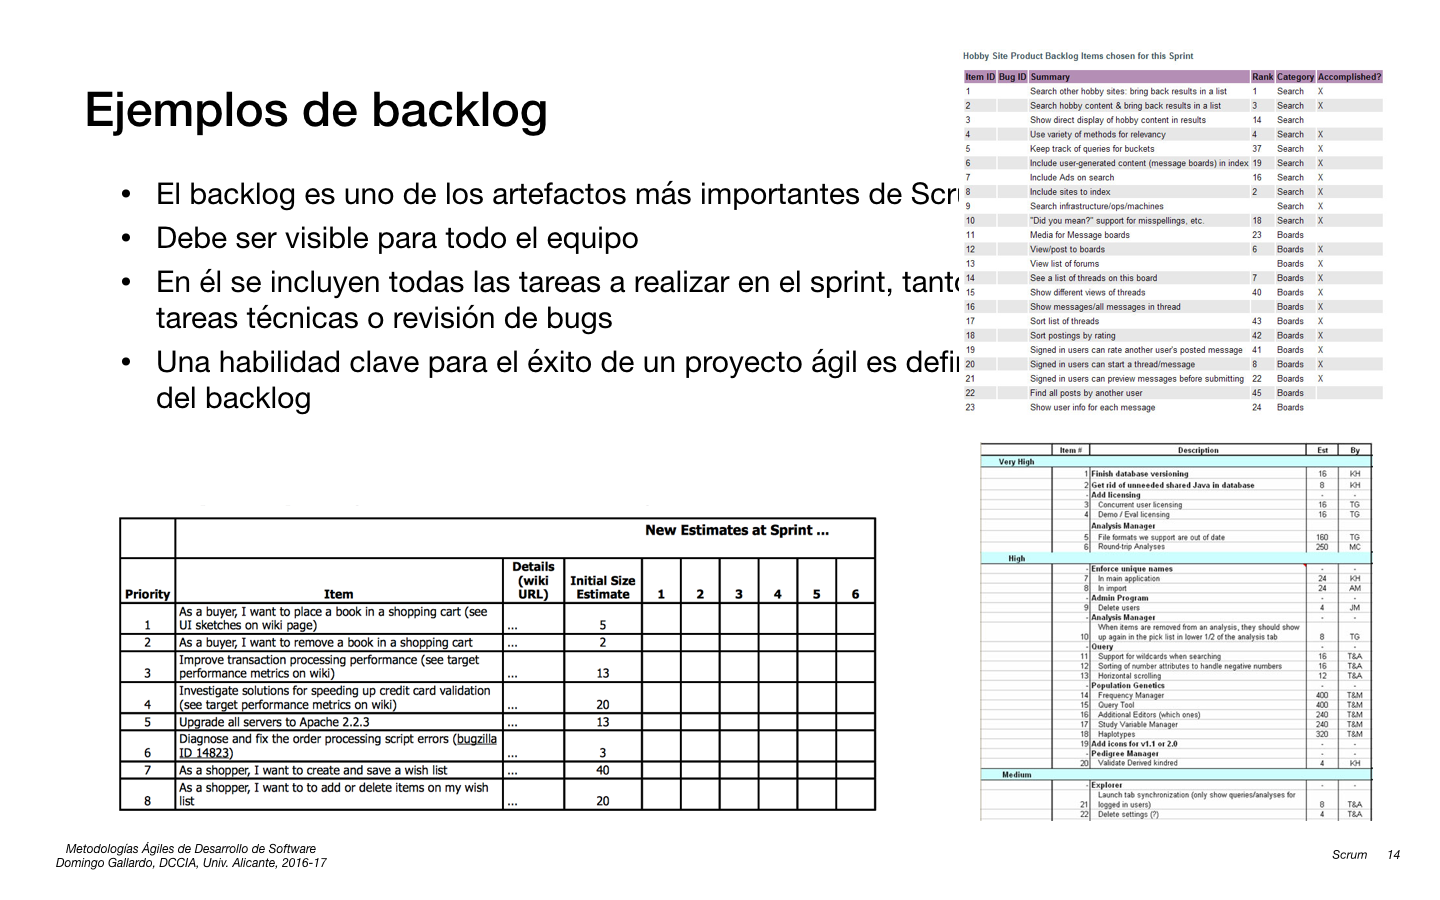 Ejemplos de backlog
• El backlog es uno de los artefactos más importantes de
• Debe ser visible para todo el equipo
• En él se incluyen todas las tareas a realizar en el sprint,
tareas técnicas o revisión de bugs
• Una habilidad clave para el éxito de un proyecto ágil es
del backlog
Hobby Site Product Backlog Items chosen for this Sprint
Item ID Bug ID Summary Rank Category Accomplished?
1 Search other hobby sites: bring back results in a list 1 Search X
2 Search hobby content & bring back results in a list 3 Search X
3 Show direct display of hobby content in results 14 Search
4 Use variety of methods for relevancy 4 Search X
5 Keep track of queries for buckets 37 Search X
6 Include user-generated content (message boards) in index 19 Search X
7 Include Ads on search 16 Search X
8 Include sites to index 2 Search X
9 Search infrastructure/ops/machines Search X
10 "Did you mean?" support for misspellings, etc. 18 Search X
11 Media for Message boards 23 Boards
12 View/post to boards 6 Boards X
13 View list of forums Boards X
14 See a list of threads on this board 7 Boards X
15 Show different views of threads 40 Boards X
16 Show messages/all messages in thread Boards X
17 Sort list of threads 43 Boards X
18 Sort postings by rating 42 Boards X
19 Signed in users can rate another user's posted message 41 Boards X
20 Signed in users can start a thread/message 8 Boards X
21 Signed in users can preview messages before submitting 22 Boards X
22 Find all posts by another user 45 Boards
23 Show user info for each message 24 Boards
New Estimates at Sprint ...
Priority Item Details (wiki URL) Initial Size Estimate 1 2 3 4 5 6
As a buyer, I want to place a book in a shopping cart (see
1 UI sketches on wiki page) ... 5
2 As a buyer, I want to remove a book in a shopping cart ... 2
Improve transaction processing performance (see target
3 performance metrics on wiki) ... 13
Investigate solutions for speeding up credit card validation
4 (see target performance metrics on wiki) ... 20
5 Upgrade all servers to Apache 2.2.3 ... 13
Diagnose and fix the order processing script errors (bugzilla
6 ID 14823) ... 3
7 As a shopper, I want to create and save a wish list ... 40
As a shopper, I want to to add or delete items on my wish
8 list ... 20
Item # Description Est By
Very High
1 Finish database versioning 16 KH
2 Get rid of unneeded shared Java in database 8 KH
- Add licensing - -
3 Concurrent user licensing 16 TG
4 Demo / Eval licensing 16 TG
Analysis Manager
5 File formats we support are out of date 160 TG
6 Round-trip Analyses 250 MC
High
- Enforce unique names - -
7 In main application 24 KH
8 In import 24 AM
- Admin Program - -
9 Delete users 4 JM
- Analysis Manager - -
When items are removed from an analysis, they should show
10 up again in the pick list in lower 1/2 of the analysis tab 8 TG
- Query - -
11 Support for wildcards when searching 16 T&A
12 Sorting of number attributes to handle negative numbers 16 T&A
13 Horizontal scrolling 12 T&A
- Population Genetics - -
14 Frequency Manager 400 T&M
15 Query Tool 400 T&M
16 Additional Editors (which ones) 240 T&M
17 Study Variable Manager 240 T&M
18 Haplotypes 320 T&M
19 Add icons for v1.1 or 2.0 - -
- Pedigree Manager - -
20 Validate Derived kindred 4 KH
Medium
- Explorer - -
Launch tab synchronization (only show queries/analyses for
21 logged in users) 8 T&A
22 Delete settings (?) 4 T&A
Metodologías Ágiles de Desarrollo de Software
Domingo Gallardo, DCCIA, Univ. Alicante, 2016-17
Scrum 14